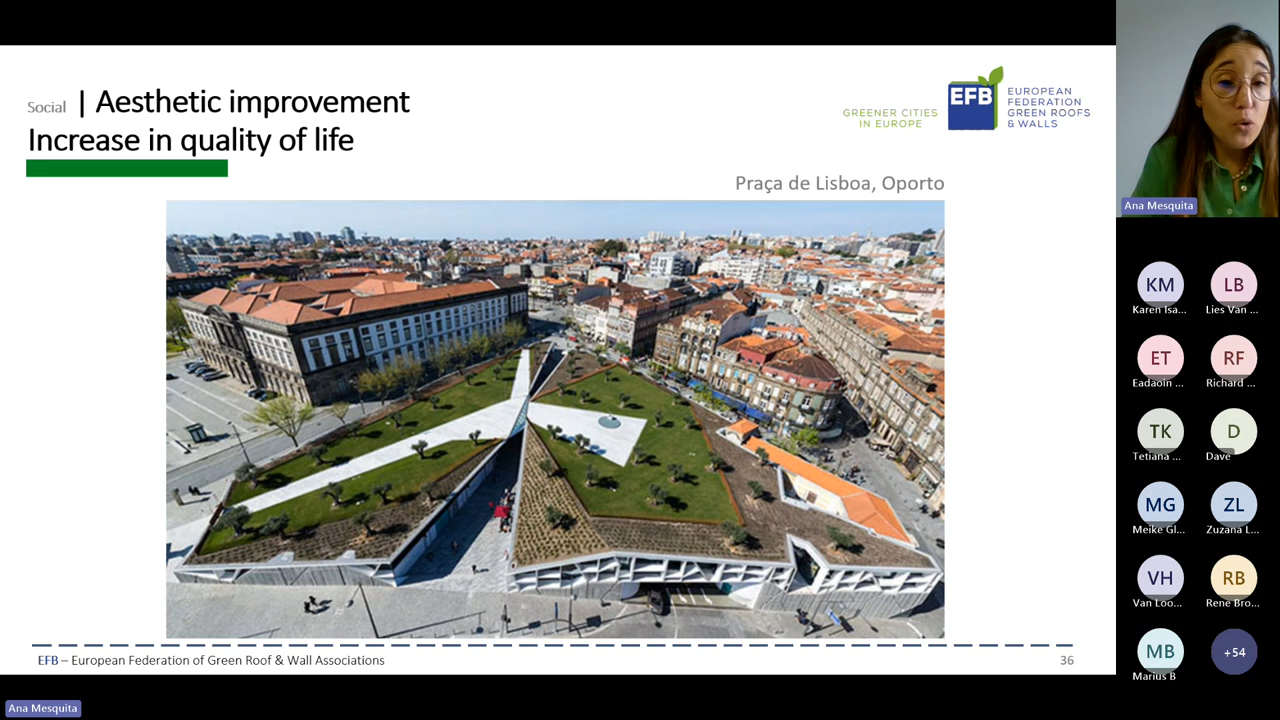 Social | Aesthetic improvement
Increase in quality of life
GREENER CITIES
IN EUROPE
EFB
EUROPEAN
FEDERATION
GREEN ROOFS
& WALLS
Praça de Lisboa, Oporto
EFB – European Federation of Green Roof & Wall Associations
36
Ana Mesquita
KM
Karen Isa...
LB
Lies Van ...
ET
Eadaoin ...
RF
Richard ...
TK
Tetiana ...
D
Dave
MG
Meike Gl...
ZL
Zuzana L...
VH
Van Loo...
RB
René Bro...
MB
Marius B
+54
Ana Mesquita